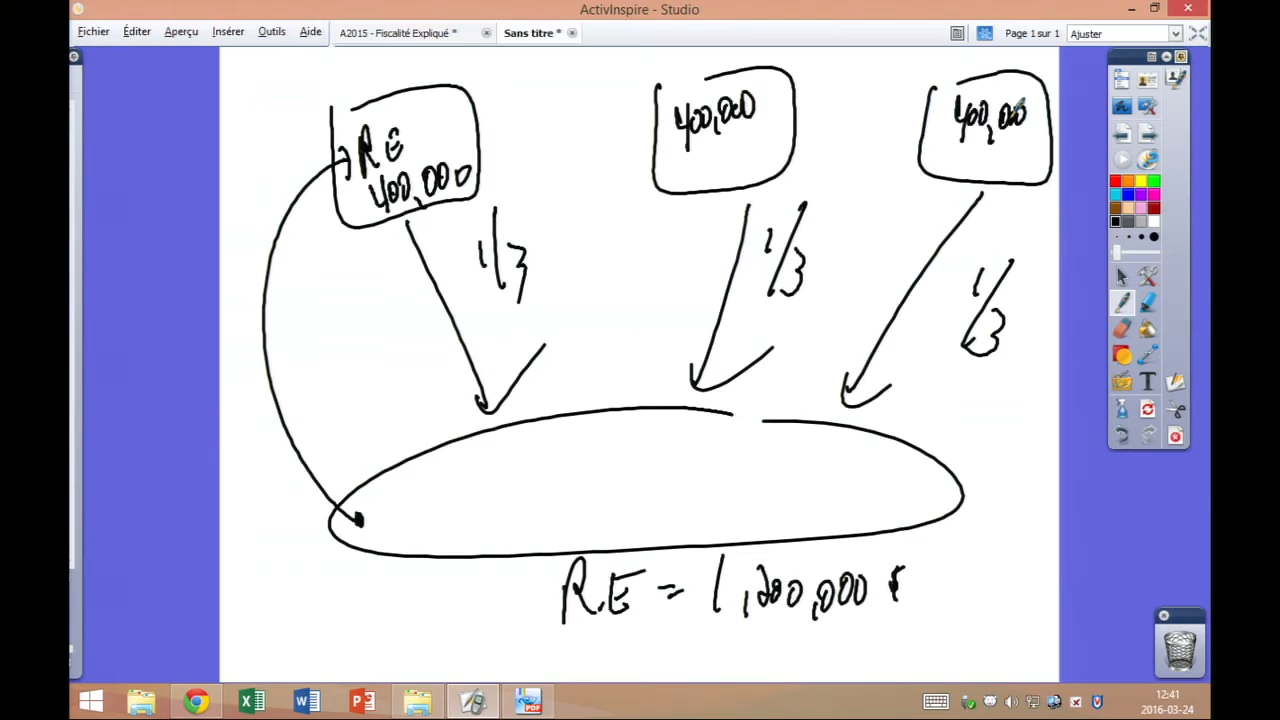 ActivInspire - Studio
Fichier Éditer Aperçu Insérer Outils Aide
A2015 - Fiscalité Expliqué *
Sans titre *
Page 1 sur 1
Ajuster
R E
400,000
400,000
400,000
1/3
1/3
1/3
R.E = 1,200,000 $
12:41
2016-03-24